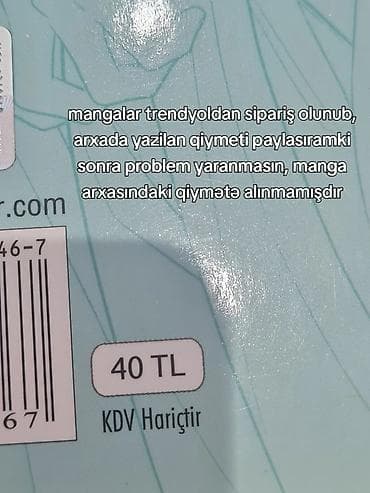 mangalar trendyoldan sipariş olunub,
arxada yazilan qiymeti paylasıramki
sonra problem yaranmasın, manga
arxasındaki qiymətə alınmamışdır
r.com
46-7
67
40 TL
KDV Hariçtir